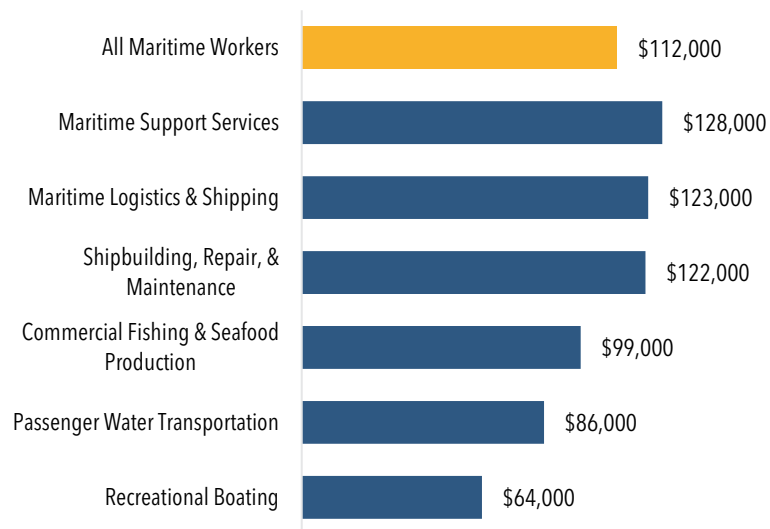 All Maritime Workers
$112,000
Maritime Support Services
$128,000
Maritime Logistics & Shipping
$123,000
Shipbuilding, Repair, &
Maintenance
$122,000
Commercial Fishing & Seafood
Production
$99,000
Passenger Water Transportation
$86,000
Recreational Boating
$64,000